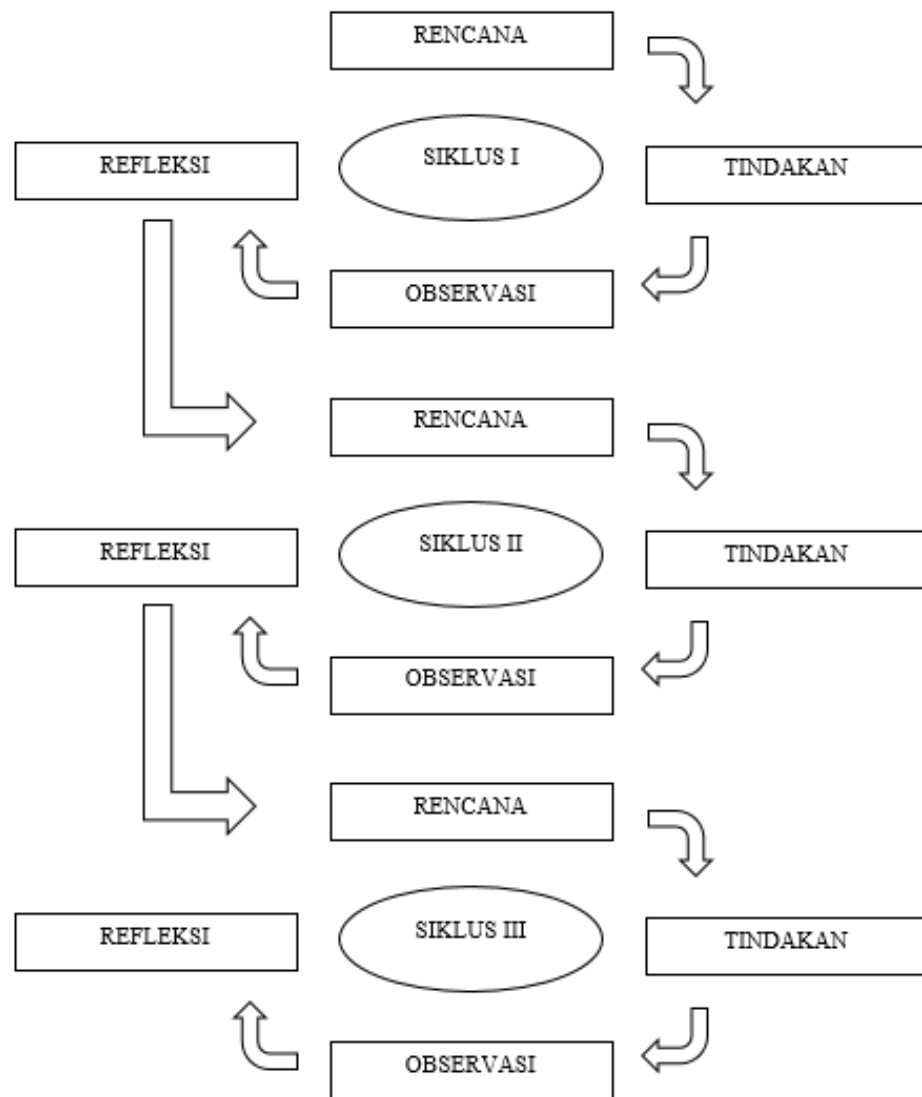 RENCANA
REFLEKSI
SIKLUS I
TINDAKAN
OBSERVASI
RENCANA
REFLEKSI
SIKLUS II
TINDAKAN
OBSERVASI
RENCANA
REFLEKSI
SIKLUS III
TINDAKAN
OBSERVASI